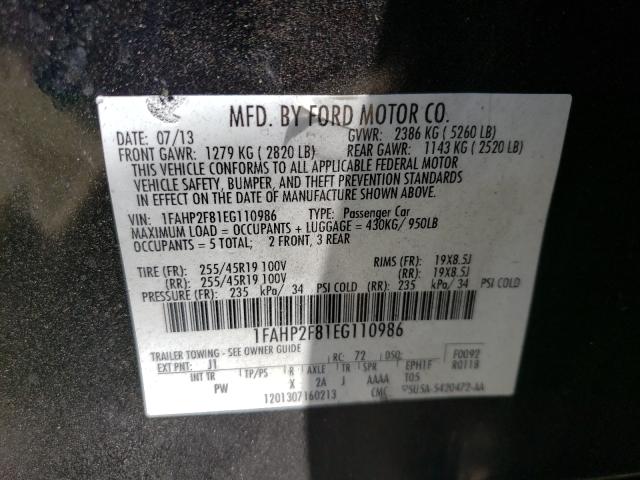 MFD. BY FORD MOTOR CO.
DATE: 07/13 GVWR: 2386 KG ( 5260 LB)
FRONT GAWR: 1279 KG ( 2820 LB) REAR GAWR: 1143 KG ( 2520 LB)
THIS VEHICLE CONFORMS TO ALL APPLICABLE FEDERAL MOTOR
VEHICLE SAFETY, BUMPER, AND THEFT PREVENTION STANDARDS
IN EFFECT ON THE DATE OF MANUFACTURE SHOWN ABOVE.
VIN: 1FAHP2F81EG110986 TYPE: Passenger Car
MAXIMUM LOAD = OCCUPANTS + LUGGAGE = 430KG/ 950LB
OCCUPANTS = 5 TOTAL; 2 FRONT, 3 REAR
TIRE (FR): 255/45R19 100V RIMS (FR): 19X8.5J
(RR): 255/45R19 100V (RR): 19X8.5J
PRESSURE (FR): 235 kPa/ 34 PSI COLD (RR): 235 kPa/ 34 PSI COLD
1FAHP2F81EG110986
TRAILER TOWING - SEE OWNER GUIDE
EXT PNT: J1 RC: 72 DSO: F0092
INT TR TP/PS R AXLE TR SPR EPH1F R0118
PW X 2A J AAAA T05
1201307160213 CMC